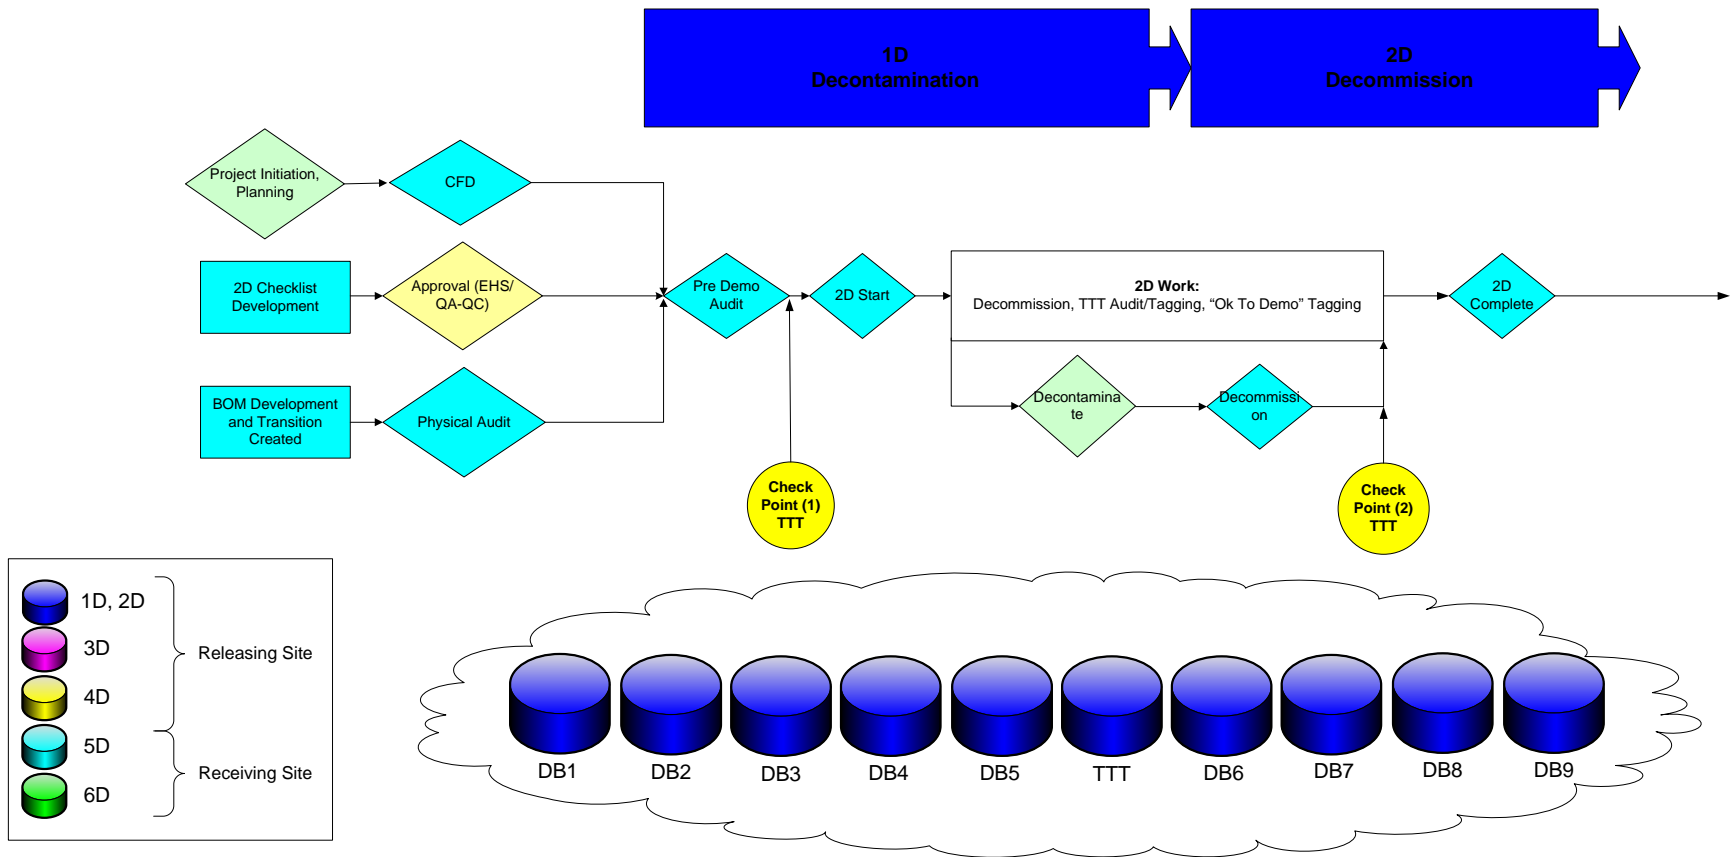 1D
Decontamination
2D
Decommission
Project Initiation,
Planning
CFD
2D Checklist
Development
Approval (EHS/
QA-QC)
Pre Demo
Audit
2D Start
2D Work:
Decommission, TTT Audit/Tagging, “Ok To Demo” Tagging
2D
Complete
BOM Development
and Transition
Created
Physical Audit
Decontamina
te
Decommissi
on
Check
Point (1)
TTT
Check
Point (2)
TTT
1D, 2D
3D
4D
5D
6D
Releasing Site
Receiving Site
DB1
DB2
DB3
DB4
DB5
TTT
DB6
DB7
DB8
DB9